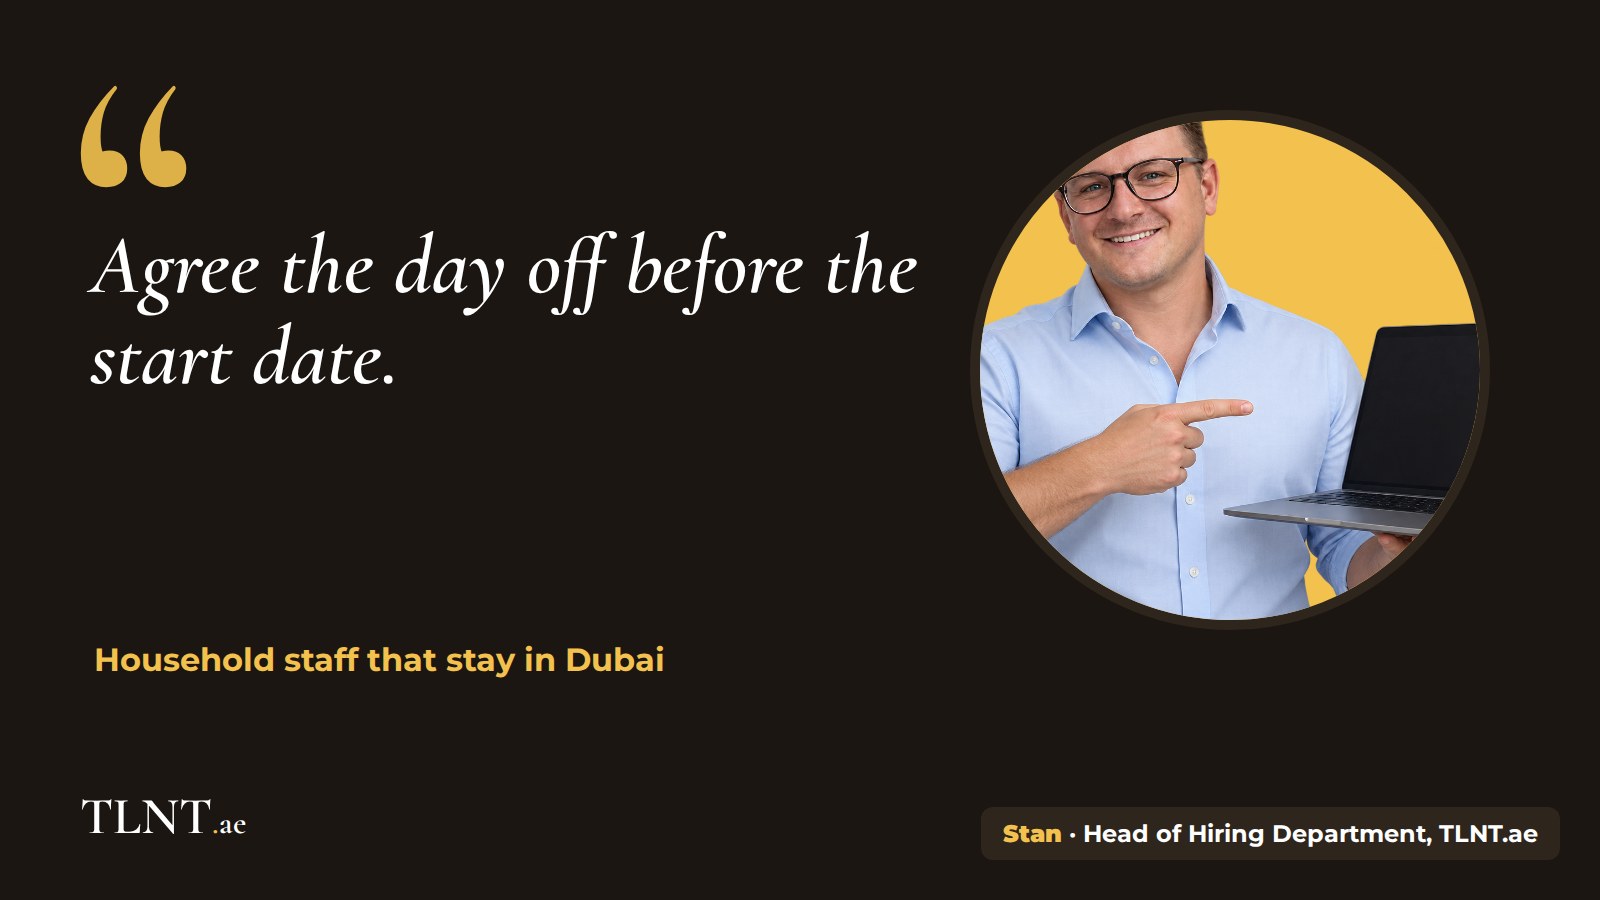 “
Agree the day off before the
start date.
Household staff that stay in Dubai
TLNT.ae
Stan · Head of Hiring Department, TLNT.ae